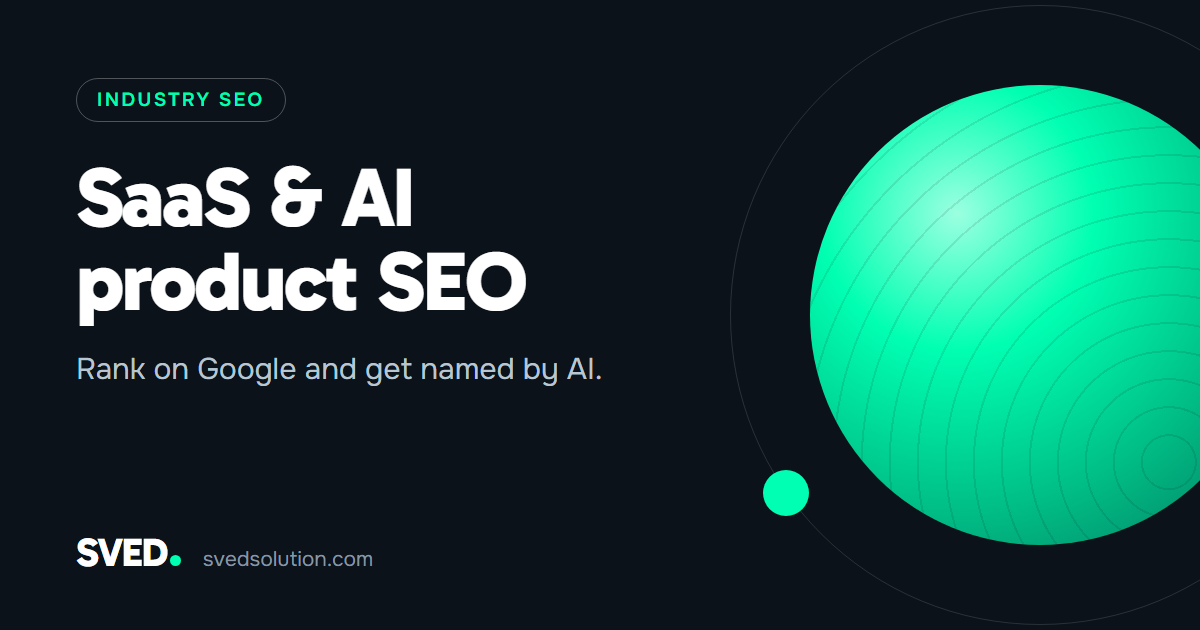 INDUSTRY SEO
SaaS & AI
product SEO
Rank on Google and get named by AI.
SVED. svedsolution.com